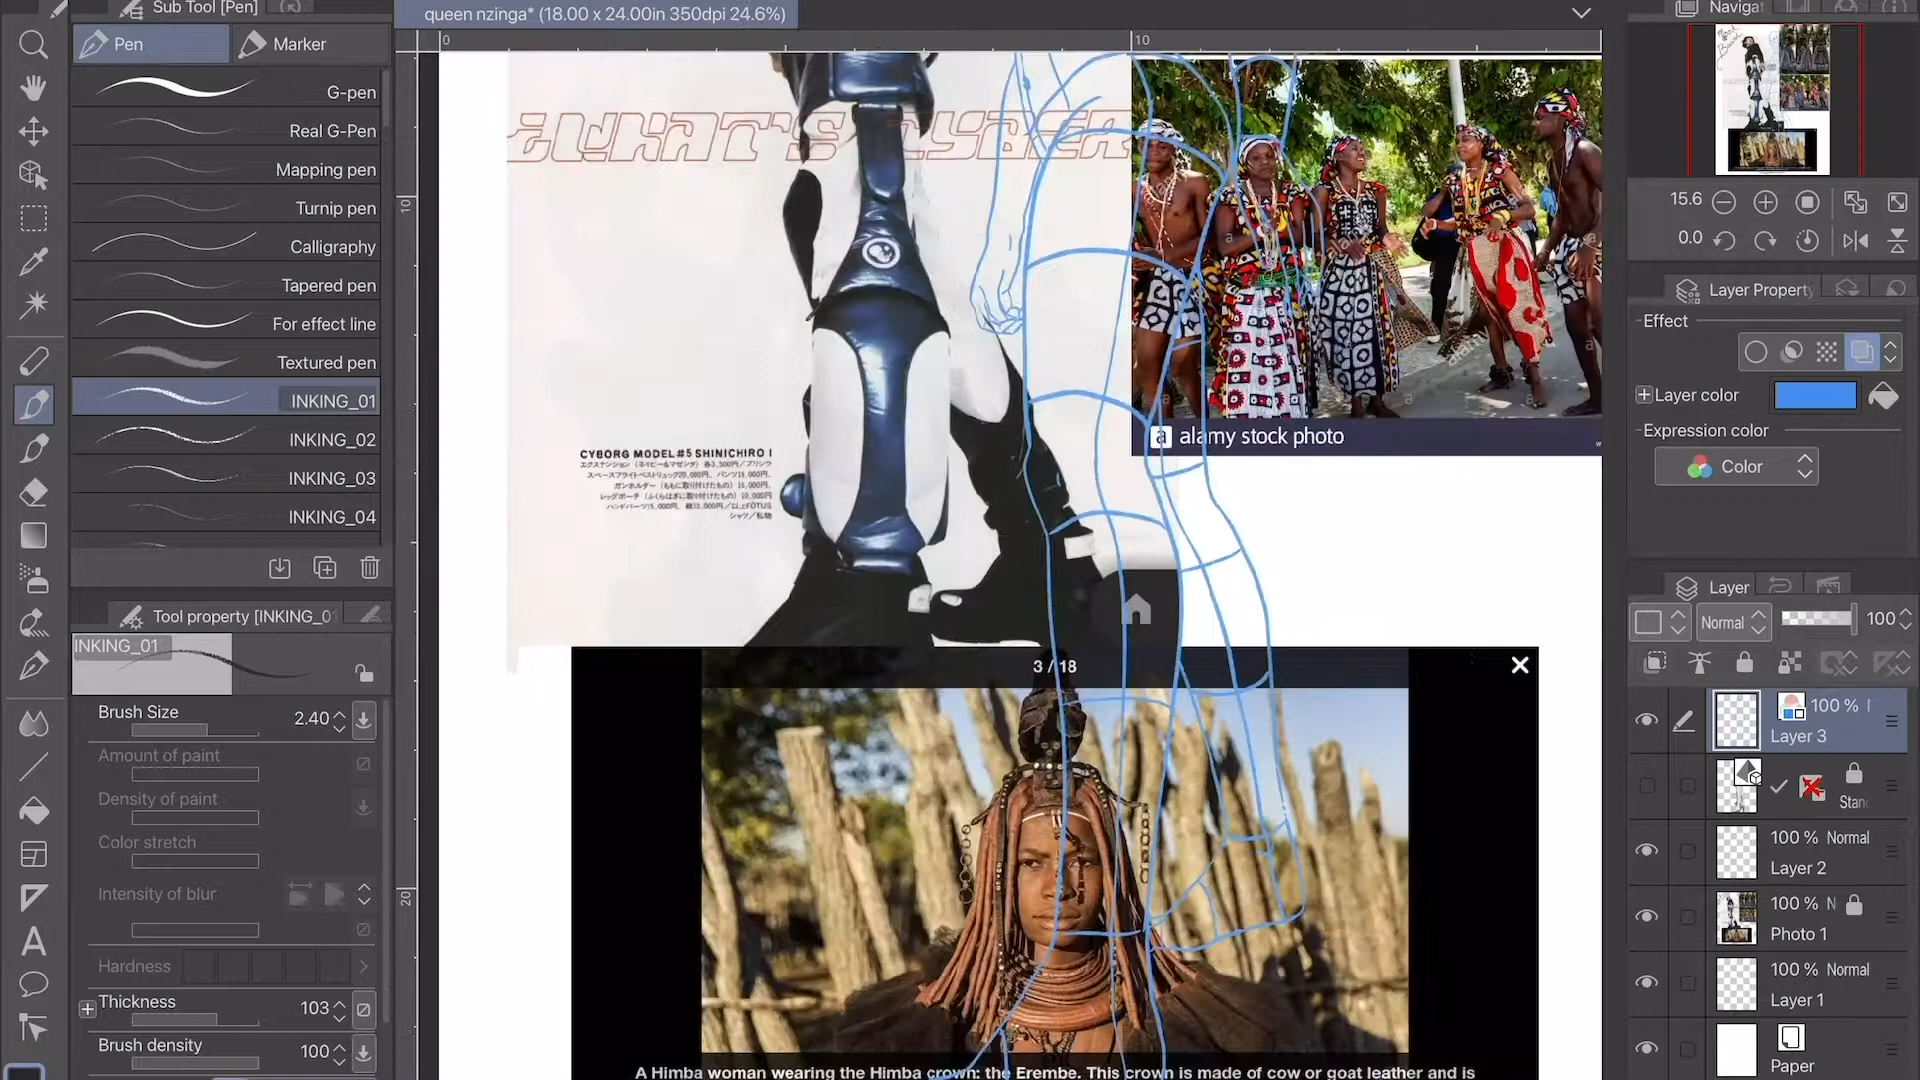 Sub Tool [Pen]
queen nzinga* (18.00 x 24.00in 350dpi 24.6%)
Pen
Marker
G-pen
Real G-Pen
Mapping pen
Turnip pen
Calligraphy
Tapered pen
For effect line
Textured pen
INKING_01
INKING_02
INKING_03
INKING_04
Tool property [INKING_01
INKING_01
Brush Size 2.40
Amount of paint
Density of paint
Color stretch
Intensity of blur
Hardness
Thickness 103
Brush density 100
0
10
10
20
WHAT'S CYBER
CYBORG MODEL#5 SHINICHIRO I
alamy
a alamy stock photo
3 / 18
A Himba woman wearing the Himba crown: the Erembe. This crown is made of cow or goat leather and is
Navigat
15.6
0.0
Layer Property
Effect
Layer color
Expression color
Color
Layer
Normal 100
100 %
Layer 3
Stan
100 % Normal
Layer 2
100 % N
Photo 1
100 % Normal
Layer 1
Paper